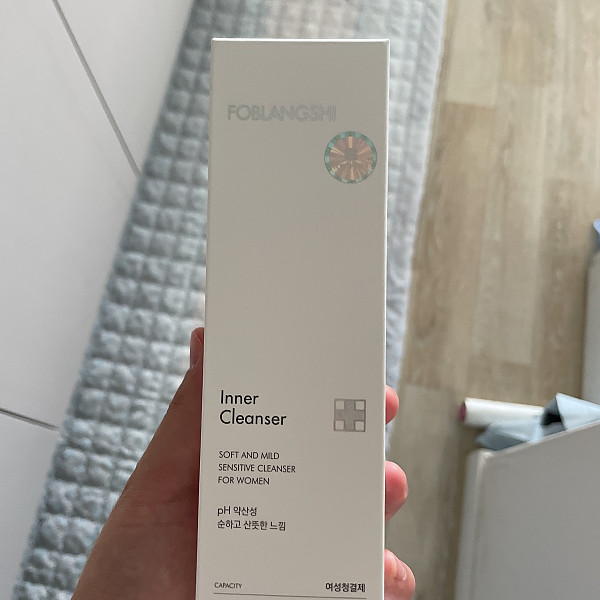 FOBLANGSHI
Inner
Cleanser
SOFT AND MILD
SENSITIVE CLEANSER
FOR WOMEN
pH 약산성
순하고 산뜻한 느낌
CAPACITY 여성청결제